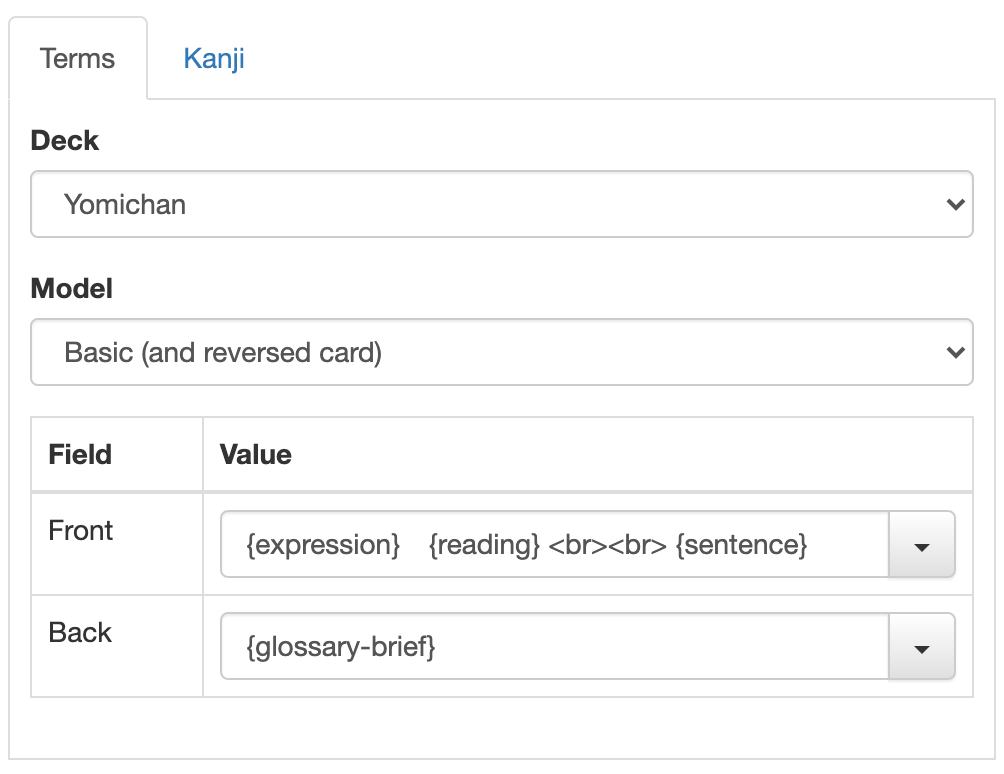 Terms Kanji
Deck
Yomichan
Model
Basic (and reversed card)
Field Value
Front {expression} {reading} <br><br> {sentence}
Back {glossary-brief}